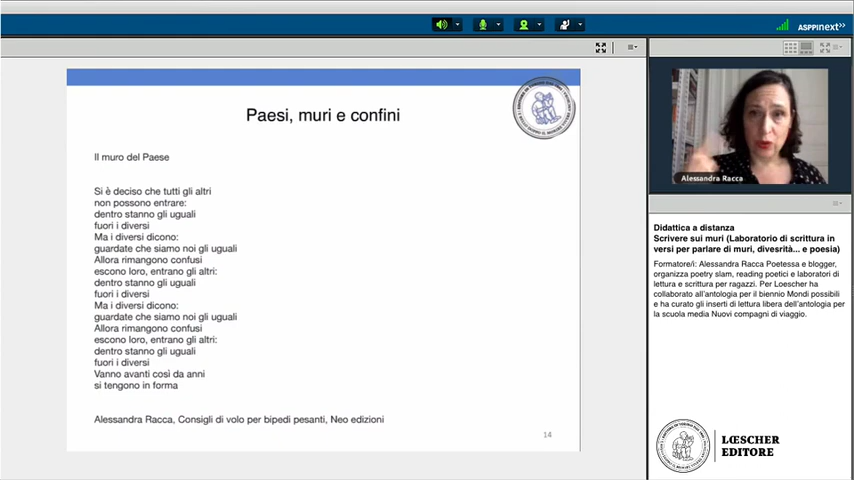 ASPPInext»
Paesi, muri e confini
Il muro del Paese
Si è deciso che tutti gli altri
non possono entrare:
dentro stanno gli uguali
fuori i diversi
Ma i diversi dicono:
guardate che siamo noi gli uguali
Allora rimangono confusi
escono loro, entrano gli altri:
dentro stanno gli uguali
fuori i diversi
Ma i diversi dicono:
guardate che siamo noi gli uguali
Allora rimangono confusi
escono loro, entrano gli altri:
dentro stanno gli uguali
fuori i diversi
Vanno avanti così da anni
si tengono in forma
Alessandra Racca, Consigli di volo per bipedi pesanti, Neo edizioni
14
Alessandra Racca
Didattica a distanza
Scrivere sui muri (Laboratorio di scrittura in
versi per parlare di muri, divesrità... e poesia)
Formatore/i: Alessandra Racca Poetessa e blogger,
organizza poetry slam, reading poetici e laboratori di
lettura e scrittura per ragazzi. Per Loescher ha
collaborato all'antologia per il biennio Mondi possibili
e ha curato gli inserti di lettura libera dell'antologia per
la scuola media Nuovi compagni di viaggio.
LŒSCHER
EDITORE